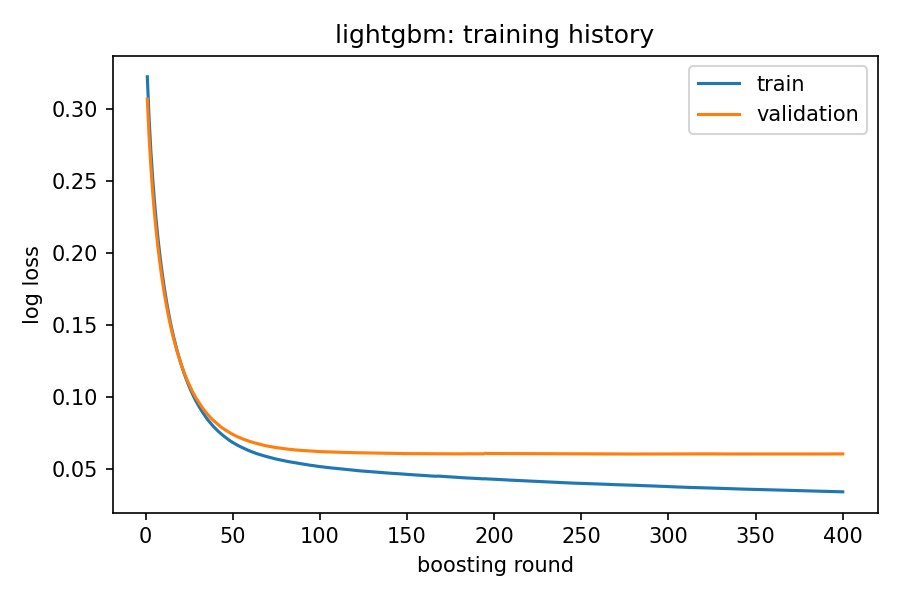 lightgbm: training history
train
validation
log loss
0.30
0.25
0.20
0.15
0.10
0.05
0 50 100 150 200 250 300 350 400
boosting round